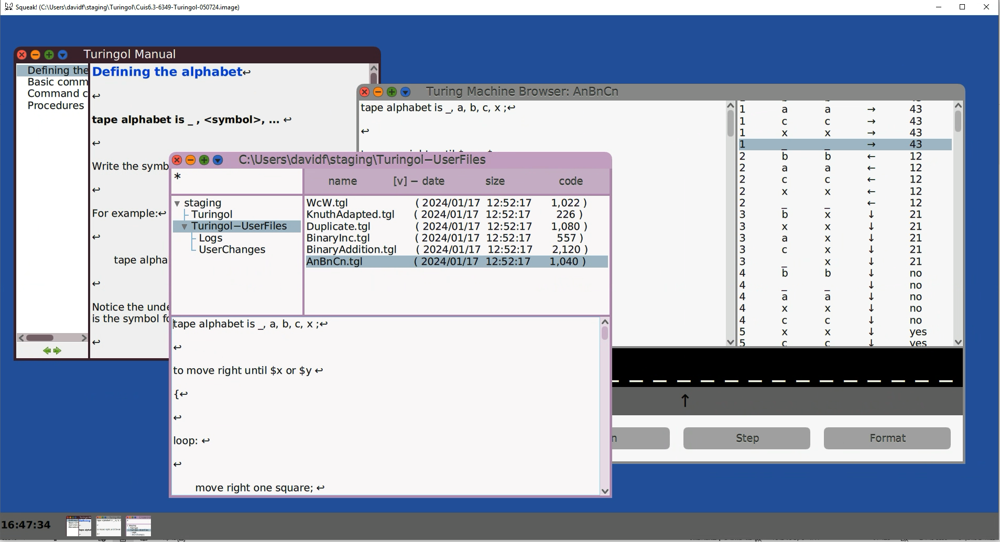 Squeak! (C:\Users\davidf\staging\Turingol\Cuis6.3-6349-Turingol-050724.image)
Turingol Manual
Defining the
Basic comm
Command c
Procedures
Defining the alphabet↩
↩
tape alphabet is _ , <symbol>, ... ↩
↩
Write the symb
↩
For example:↩
↩
tape alpha
↩
Notice the unde
is the symbol fo
↩
Turing Machine Browser: AnBnCn
tape alphabet is _, a, b, c, x ;↩
↩
1 a a → 43
1 c c → 43
1 x x → 43
1 _ _ → 43
2 b b ← 12
2 a a ← 12
2 c c ← 12
2 x x ← 12
2 _ _ ← 12
3 b x ↓ 21
3 x x ↓ 21
3 a x ↓ 21
3 c x ↓ 21
3 _ x ↓ 21
4 b b ↓ no
4 _ _ ↓ no
4 a a ↓ no
4 x x ↓ no
4 c c ↓ no
5 x x ↓ yes
5 c c ↓ yes
_ _ _ _ _ _ _ _ _ _ _ _ _ _ _
↑
n
Step
Format
C:\Users\davidf\staging\Turingol−UserFiles
*
name [v] − date size code
▼ staging
Turingol
▼ Turingol−UserFiles
Logs
UserChanges
WcW.tgl ( 2024/01/17 12:52:17 1,022 )
KnuthAdapted.tgl ( 2024/01/17 12:52:17 226 )
Duplicate.tgl ( 2024/01/17 12:52:17 1,080 )
BinaryInc.tgl ( 2024/01/17 12:52:17 557 )
BinaryAddition.tgl ( 2024/01/17 12:52:17 2,120 )
AnBnCn.tgl ( 2024/01/17 12:52:17 1,040 )
tape alphabet is _, a, b, c, x ;↩
↩
to move right until $x or $y ↩
{↩
↩
loop: ↩
↩
move right one square; ↩
16:47:34